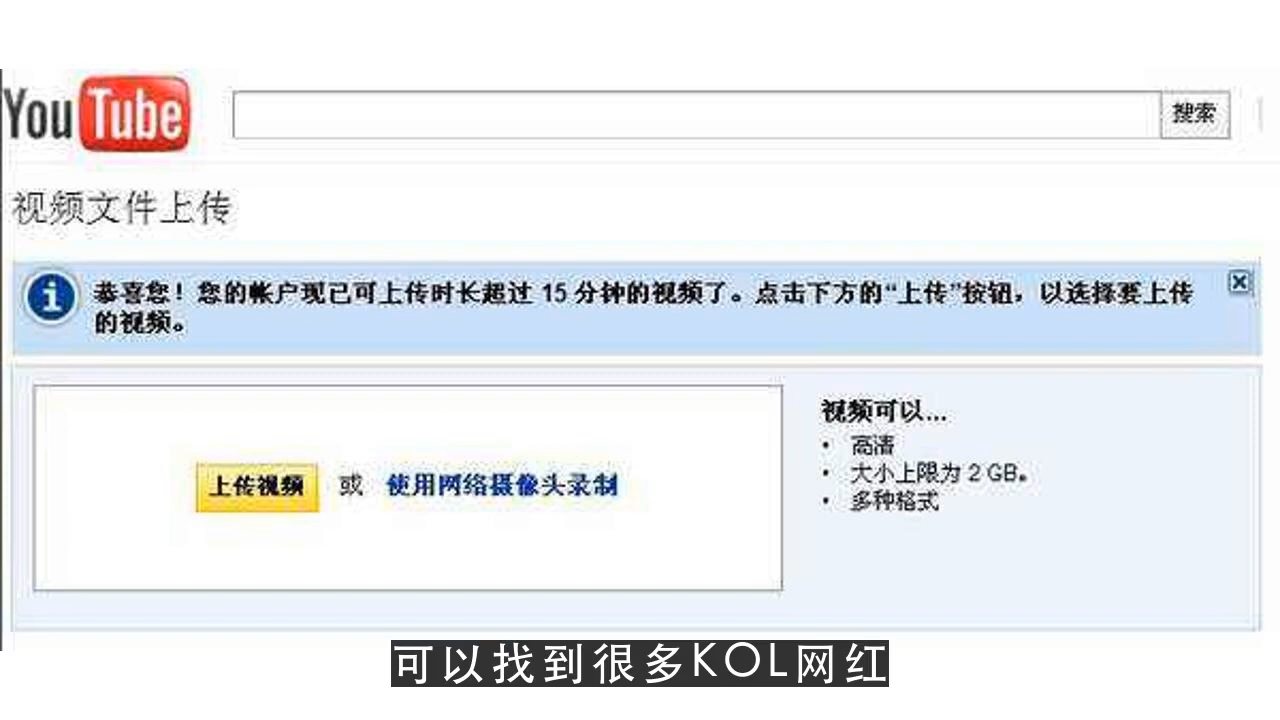 YouTube
搜索
视频文件上传
恭喜您！您的帐户现已可上传时长超过 15 分钟的视频了。点击下方的“上传”按钮，以选择要上传
的视频。
上传视频 或 使用网络摄像头录制
视频可以...
• 高清
• 大小上限为 2 GB。
• 多种格式
可以找到很多KOL网红